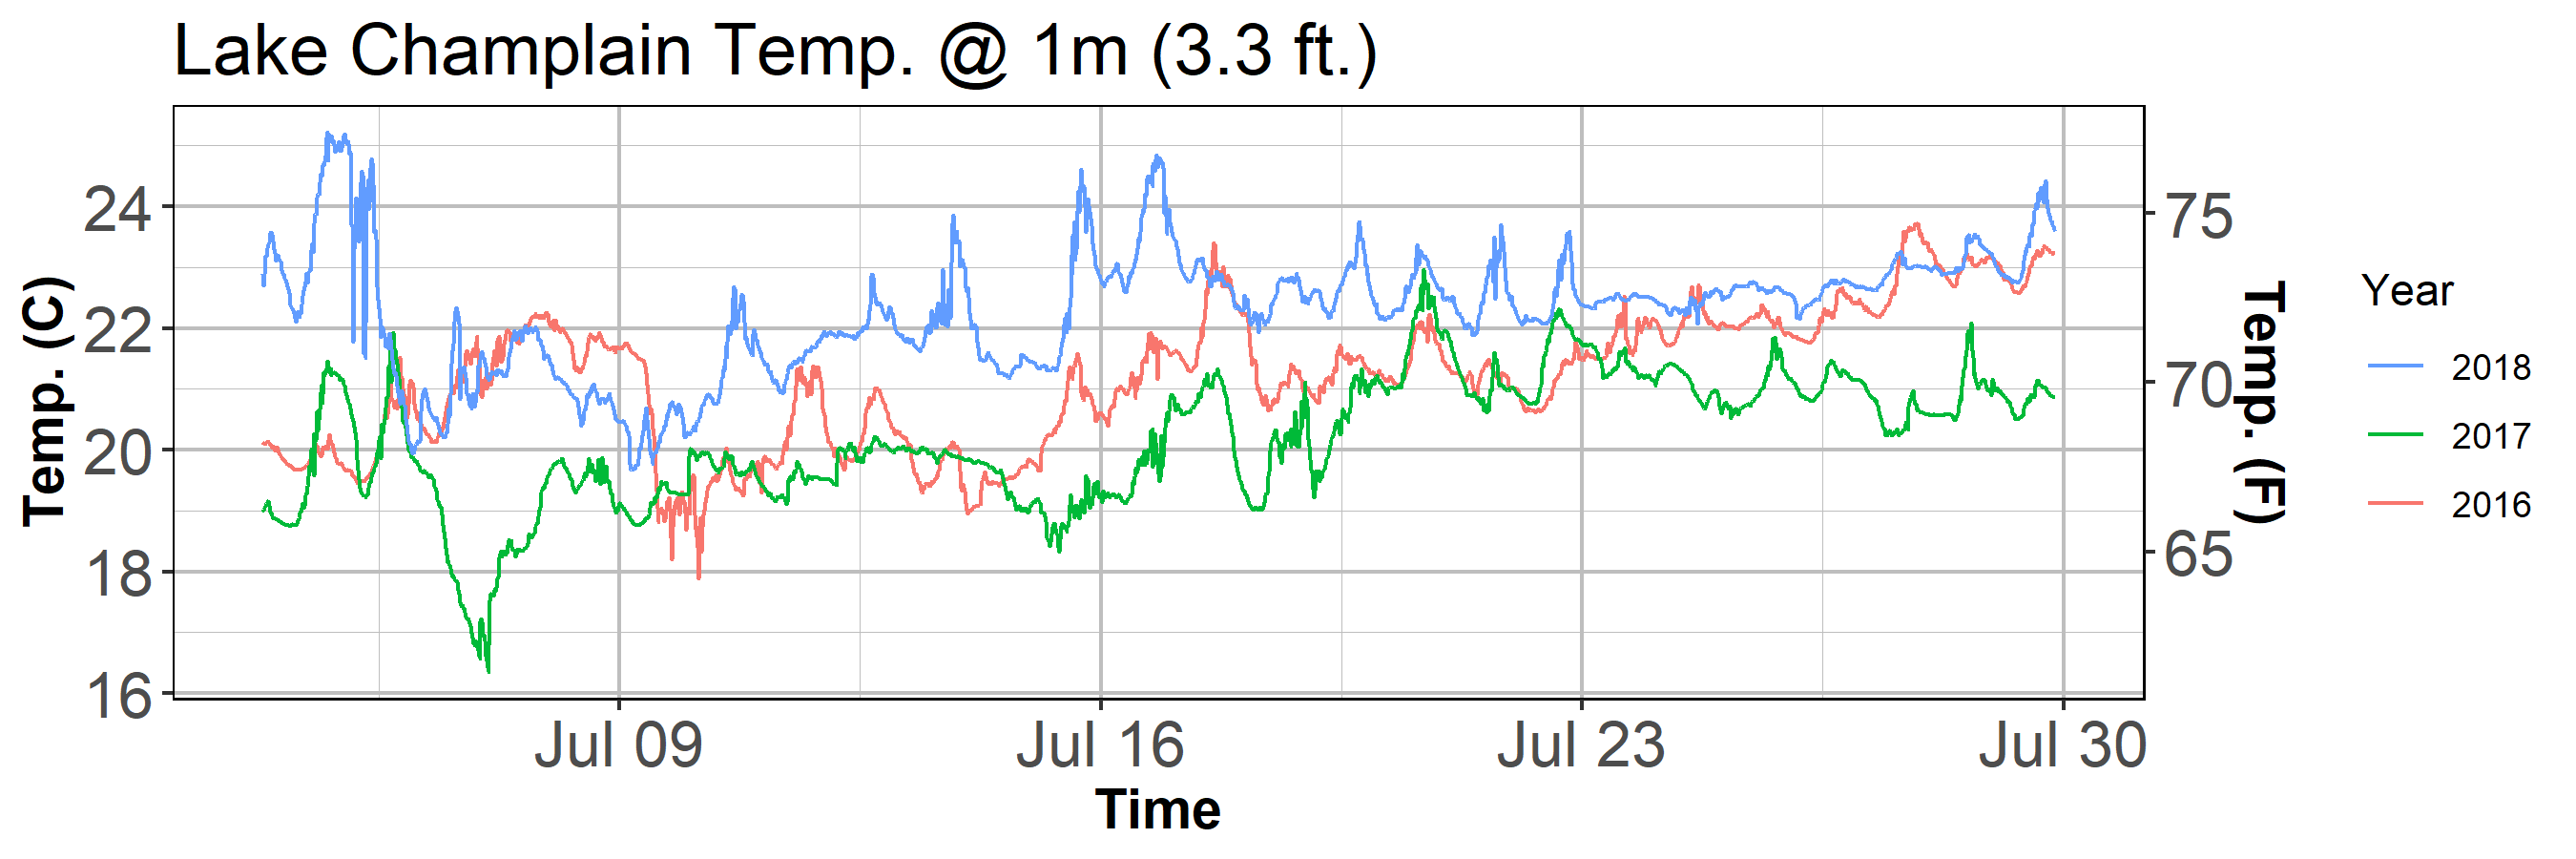 Lake Champlain Temp. @ 1m (3.3 ft.)
Temp. (C)
24
22
20
18
16
75
70
65
Temp. (F)
Jul 09 Jul 16 Jul 23 Jul 30
Time
Year
2018
2017
2016